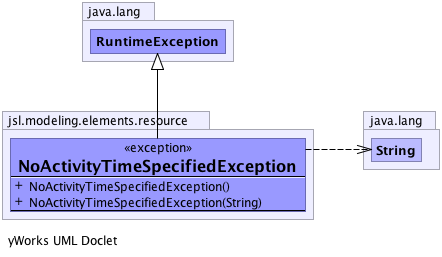 java.lang
RuntimeException
jsl.modeling.elements.resource
java.lang
«exception»
NoActivityTimeSpecifiedException
String
+ NoActivityTimeSpecifiedException()
+ NoActivityTimeSpecifiedException(String)
yWorks UML Doclet